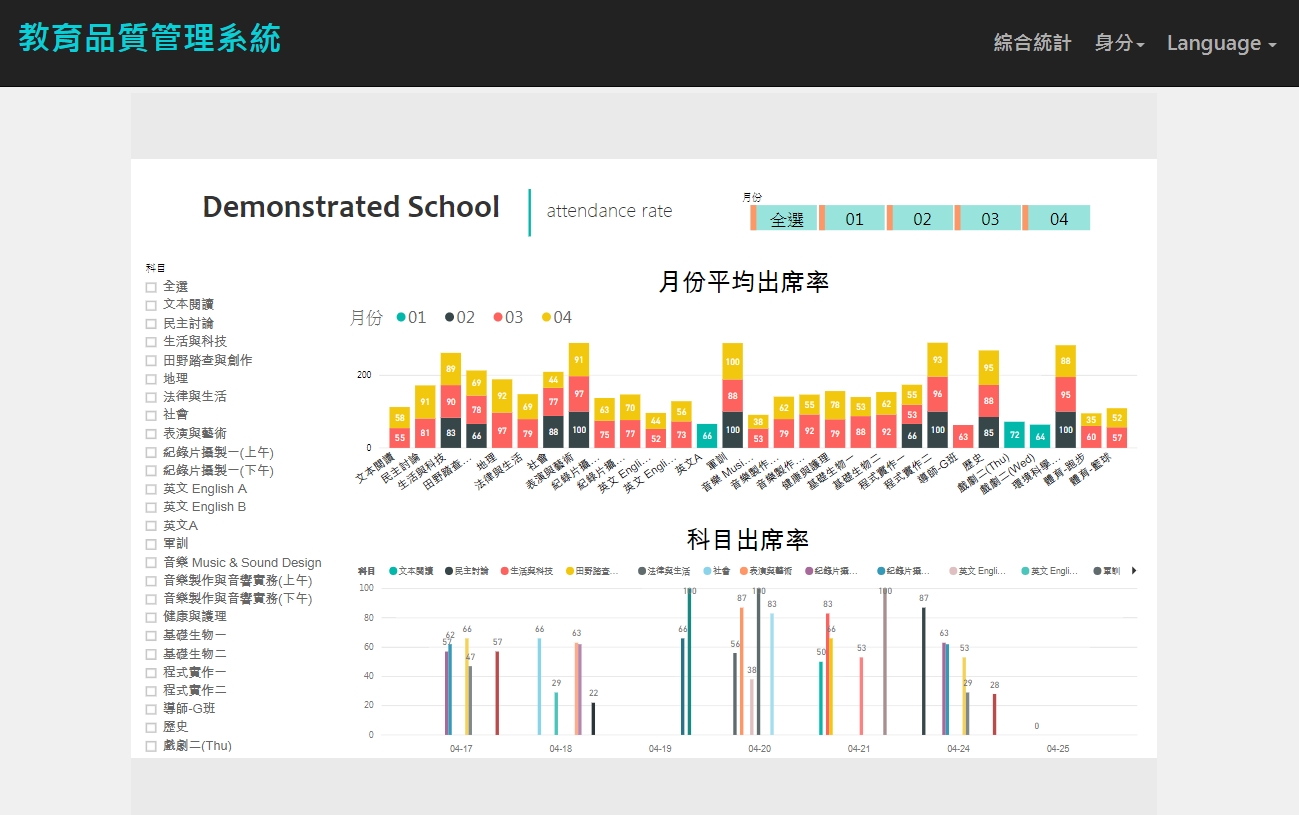 教育品質管理系統
綜合統計 身分 Language
Demonstrated School attendance rate
月份
全選 01 02 03 04
科目
全選
文本閱讀
民主討論
生活與科技
田野踏查與創作
地理
法律與生活
社會
表演與藝術
紀錄片攝製一(上午)
紀錄片攝製一(下午)
英文 English A
英文 English B
英文A
軍訓
音樂 Music & Sound Design
音樂製作與音響實務(上午)
音樂製作與音響實務(下午)
健康與護理
基礎生物一
基礎生物二
程式實作一
程式實作二
導師-G班
歷史
戲劇二(Thu)
月份平均出席率
月份 01 02 03 04
200
0
58 55
91 81
89 90 83
69 78 66
92 97
69 79
44 77 88
91 97 100
63 75
70 77
44 52
56 73
66
100 88 100
38 53
62 79
55 92
78 79
53 88
62 92
55 53 66
93 96 100
63
95 88 85
72
64
88 95 100
35 60
52 57
文本閱讀 民主討論 生活與科技 田野踏查... 地理 法律與生活 社會 表演與藝術 紀錄片攝... 紀錄片攝... 英文 Engli... 英文 Engli... 英文A 軍訓 音樂 Musi... 音樂製作... 音樂製作... 健康與護理 基礎生物一 基礎生物二 程式實作一 程式實作二 導師-G班 歷史 戲劇二(Thu) 戲劇二(Wed) 環境科學... 體育-跑步 體育-籃球
科目出席率
科目 文本閱讀 民主討論 生活與科技 田野踏查... 法律與生活 社會 表演與藝術 紀錄片攝... 紀錄片攝... 英文 Engli... 英文 Engli... 軍訓
100
80
60
40
20
0
57 62 66 47 57
66 29 63 22
66 100
56 87 38 100 83
50 83 66 53 100 87
63 53 29 28
0
04-17 04-18 04-19 04-20 04-21 04-24 04-25